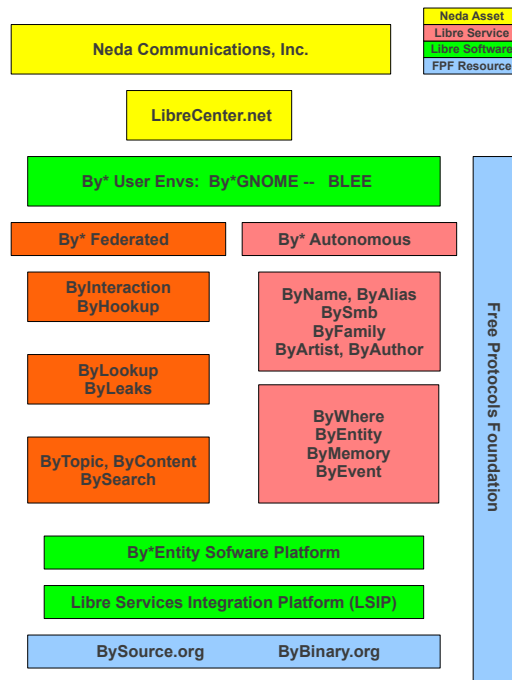 Neda Asset
Libre Service
Libre Software
FPF Resource
Neda Communications, Inc.
LibreCenter.net
By* User Envs: By*GNOME -- BLEE
By* Federated
By* Autonomous
ByInteraction
ByHookup
ByName, ByAlias
BySmb
ByFamily
ByArtist, ByAuthor
ByLookup
ByLeaks
ByWhere
ByEntity
ByMemory
ByEvent
ByTopic, ByContent
BySearch
Free Protocols Foundation
By*Entity Sofware Platform
Libre Services Integration Platform (LSIP)
BySource.org ByBinary.org